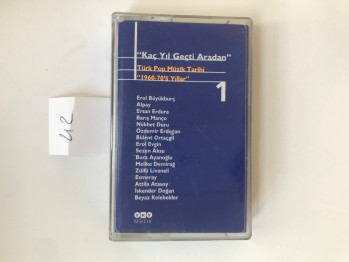 "Kaç Yıl Geçti Aradan"
Türk Pop Müzik Tarihi
"1960-70'li Yıllar"
1
Erol Büyükburç
Alpay
Ersan Erdura
Barış Manço
Nükhet Duru
Özdemir Erdoğan
Bülent Ortaçgil
Erol Evgin
Sezen Aksu
Bora Ayanoğlu
Melike Demirağ
Zülfü Livaneli
Esmeray
Attila Atasoy
İskender Doğan
Beyaz Kelebekler
MÜZİK
42